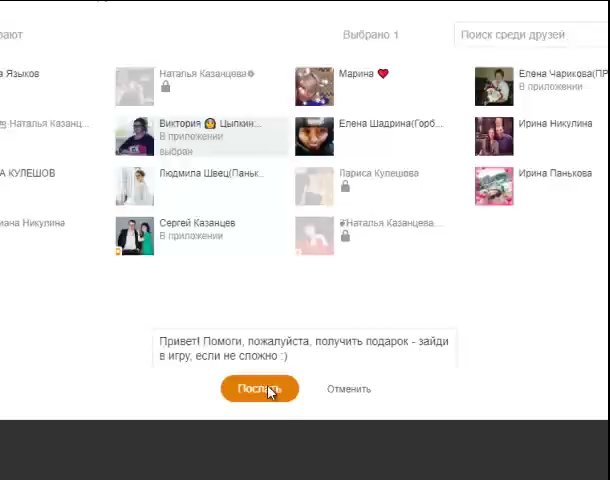 рают
Выбрано 1
Поиск среди друзей
а Языков
Наталья Казанцева
Марина ❤
Елена Чарикова(ПР
В приложении
Наталья Казанц...
Виктория Цыпкин...
В приложении
выбран
Елена Шадрина(Горб...
Ирина Никулина
А КУЛЕШОВ
Людмила Швец(Паньк...
Лариса Кулешова
Ирина Панькова
иана Никулина
Сергей Казанцев
В приложении
Наталья Казанцева...
Привет! Помоги, пожалуйста, получить подарок - зайди
в игру, если не сложно :)
Послать
Отменить